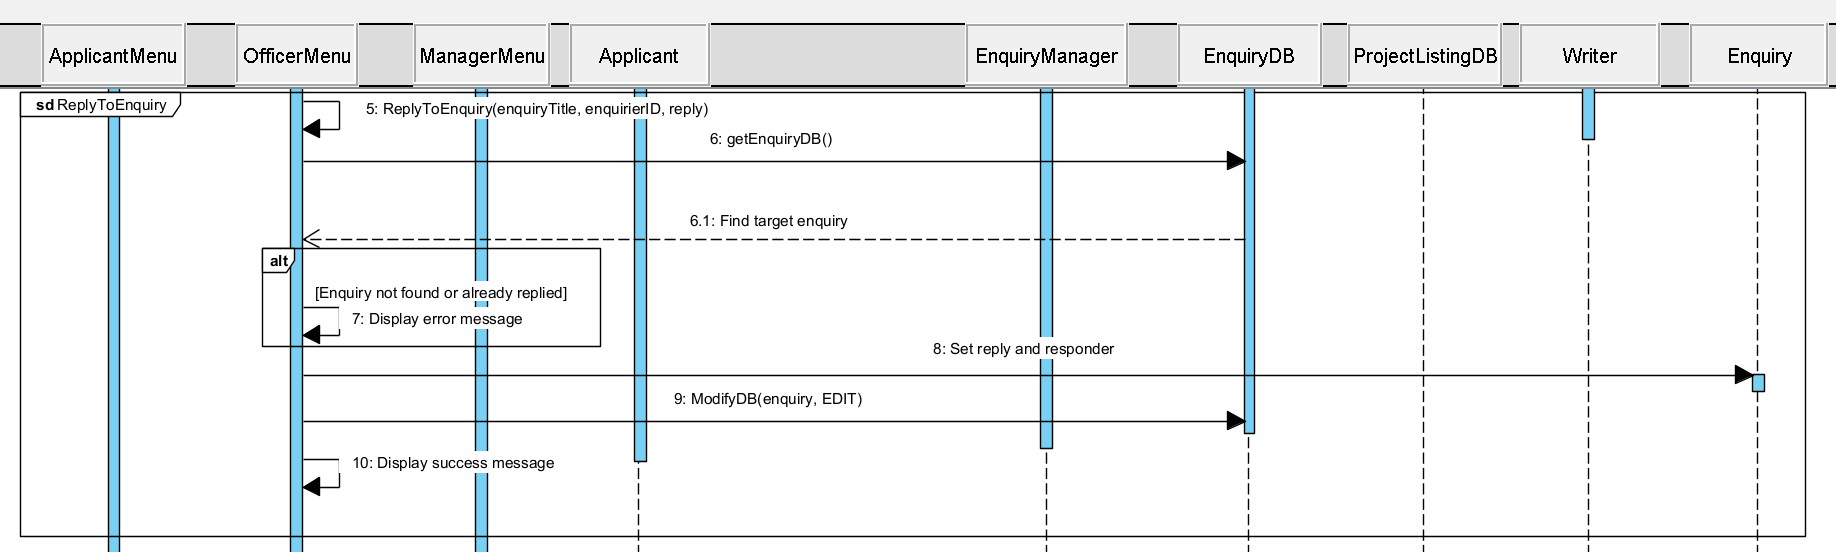 ApplicantMenu OfficerMenu ManagerMenu Applicant EnquiryManager EnquiryDB ProjectListingDB Writer Enquiry
sd ReplyToEnquiry
5: ReplyToEnquiry(enquiryTitle, enquirierID, reply)
6: getEnquiryDB()
6.1: Find target enquiry
alt
[Enquiry not found or already replied]
7: Display error message
8: Set reply and responder
9: ModifyDB(enquiry, EDIT)
10: Display success message